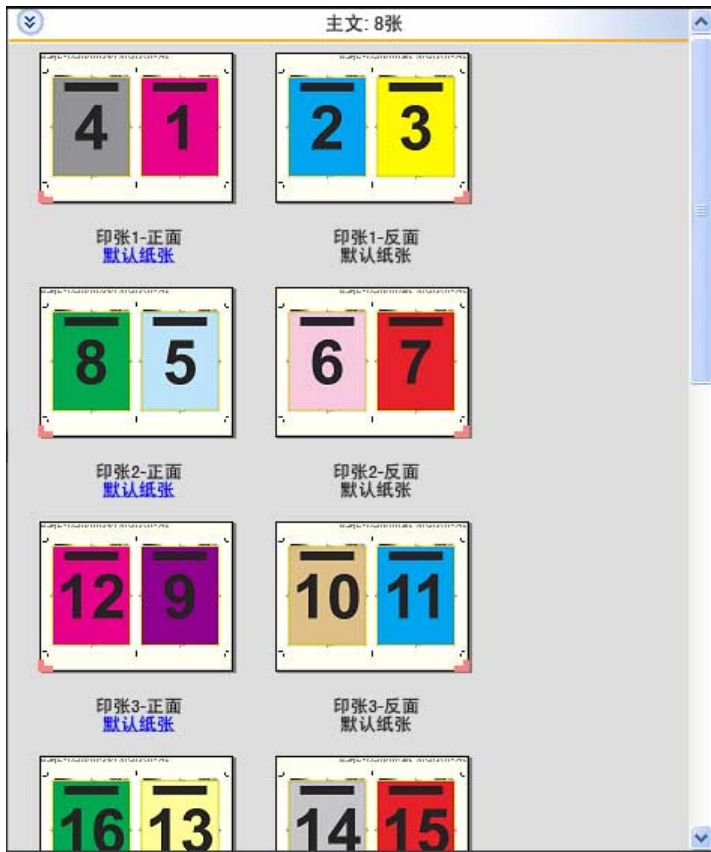 主文: 8张
4 1
2 3
印张1-正面
默认纸张
印张1-反面
默认纸张
8 5
6 7
印张2-正面
默认纸张
印张2-反面
默认纸张
12 9
10 11
印张3-正面
默认纸张
印张3-反面
默认纸张
16 13
14 15